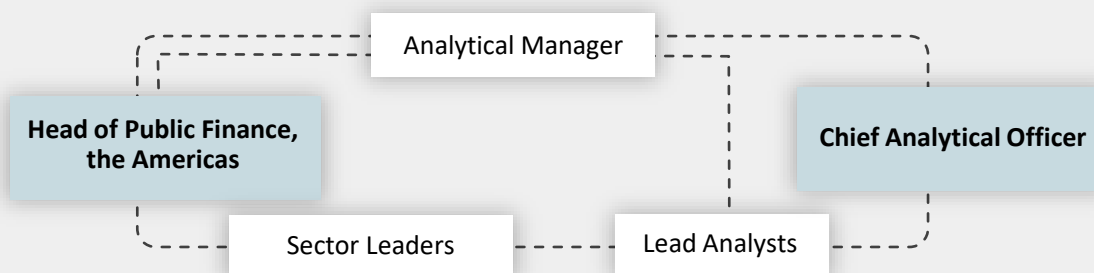 Analytical Manager
Head of Public Finance,
the Americas
Chief Analytical Officer
Sector Leaders
Lead Analysts